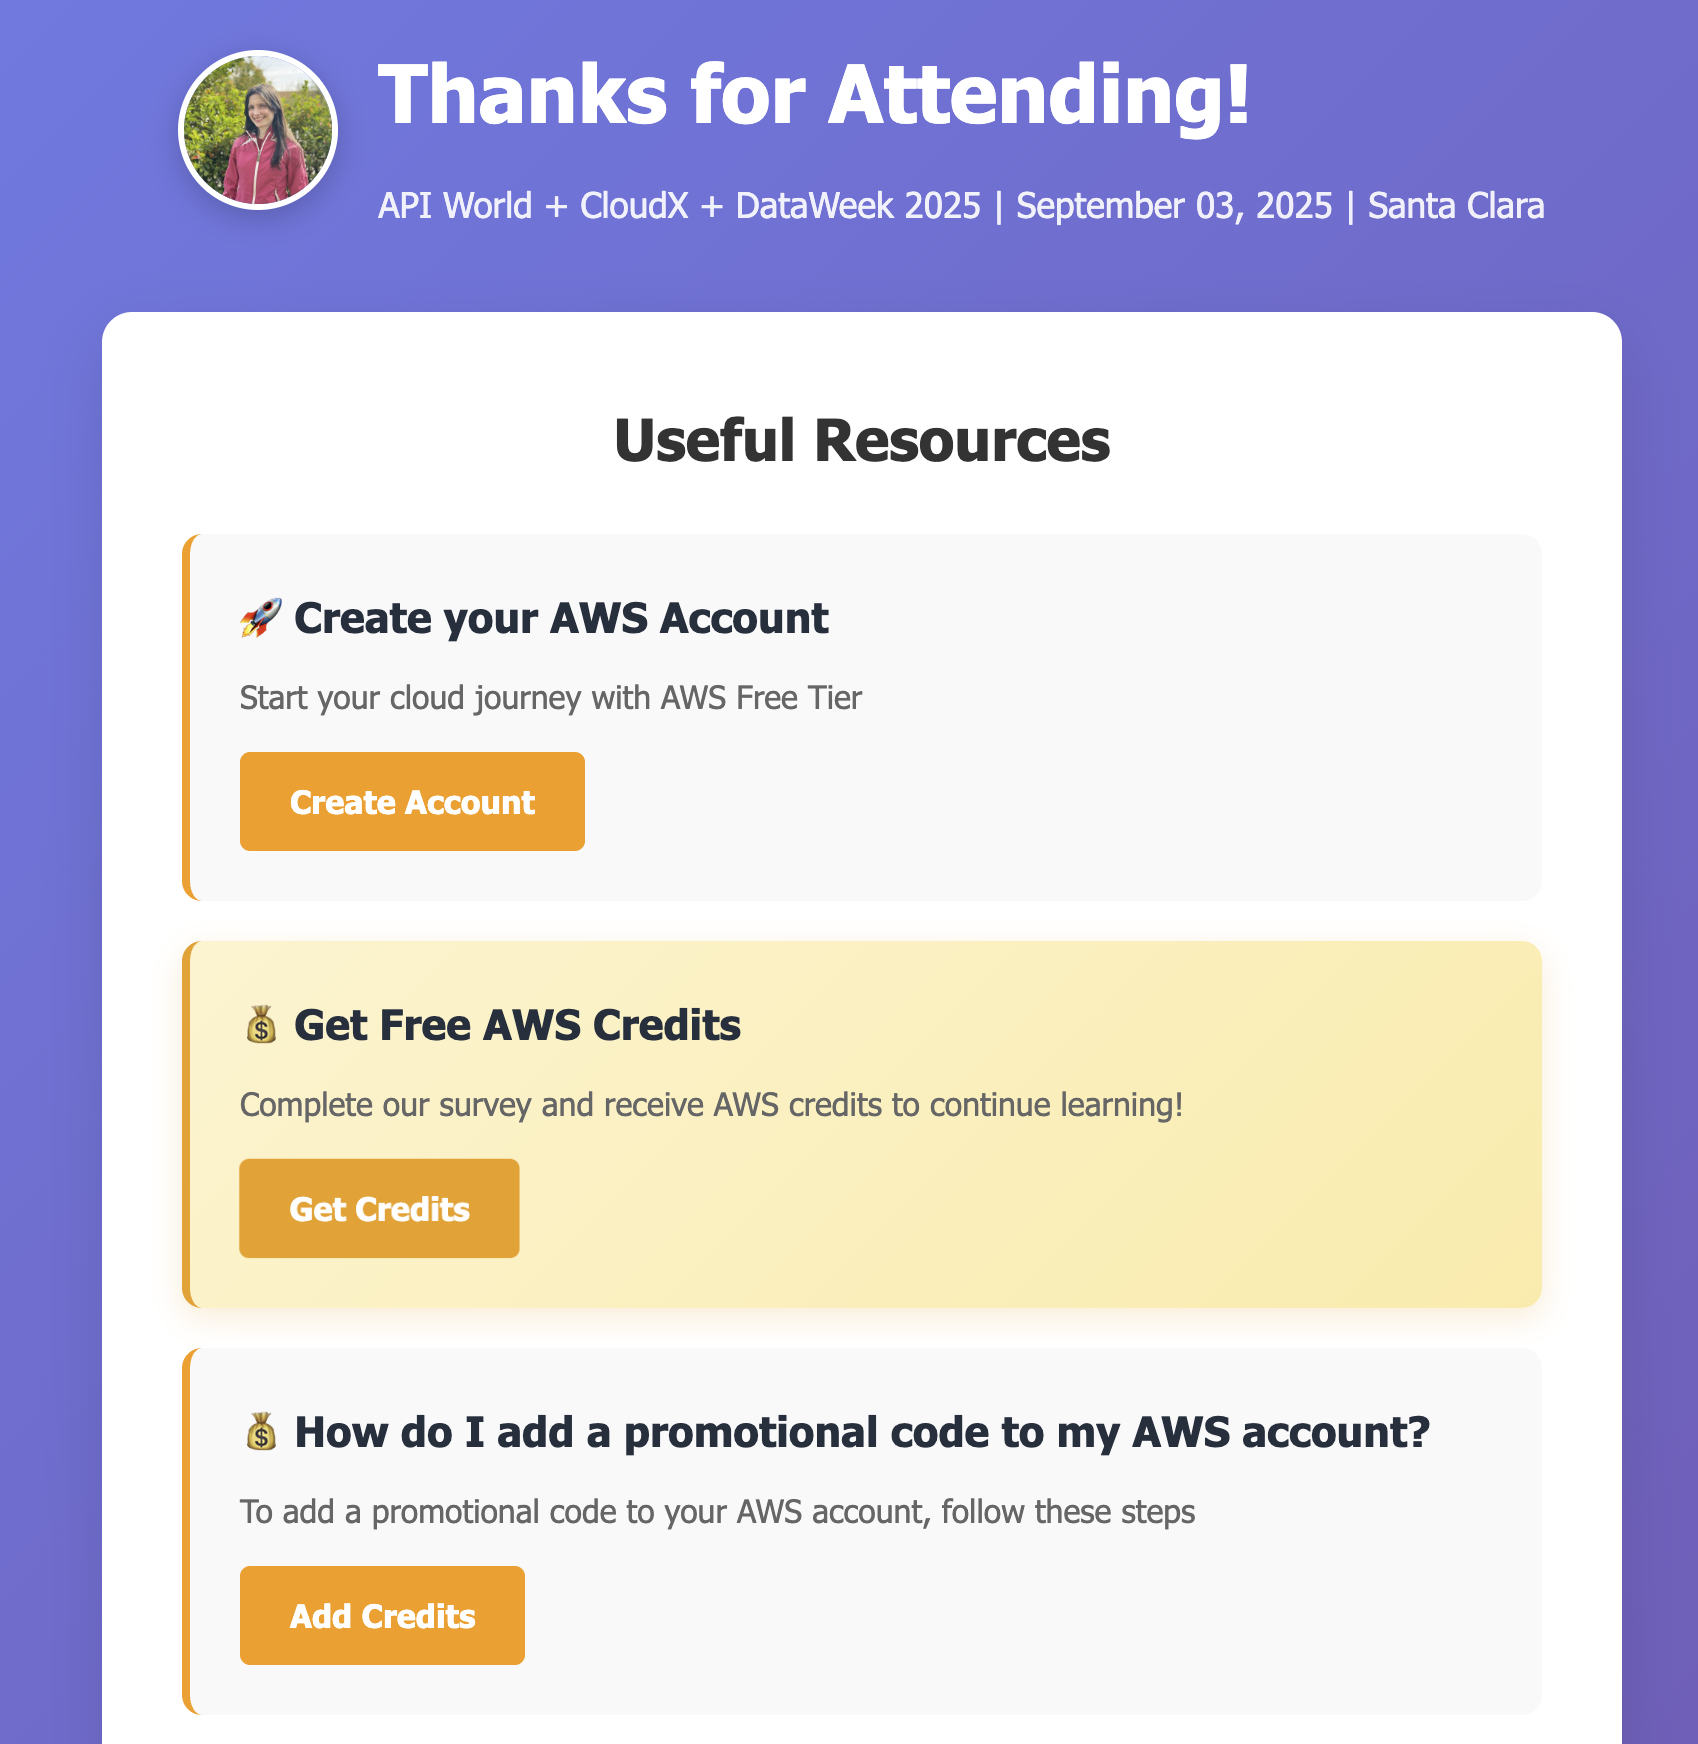 Thanks for Attending!
API World + CloudX + DataWeek 2025 | September 03, 2025 | Santa Clara
Useful Resources
🚀 Create your AWS Account
Start your cloud journey with AWS Free Tier
Create Account
💰 Get Free AWS Credits
Complete our survey and receive AWS credits to continue learning!
Get Credits
💰 How do I add a promotional code to my AWS account?
To add a promotional code to your AWS account, follow these steps
Add Credits